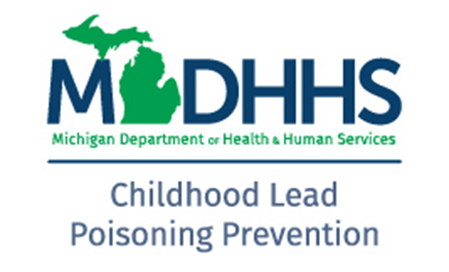 MDHHS
Michigan Department of Health & Human Services
Childhood Lead
Poisoning Prevention